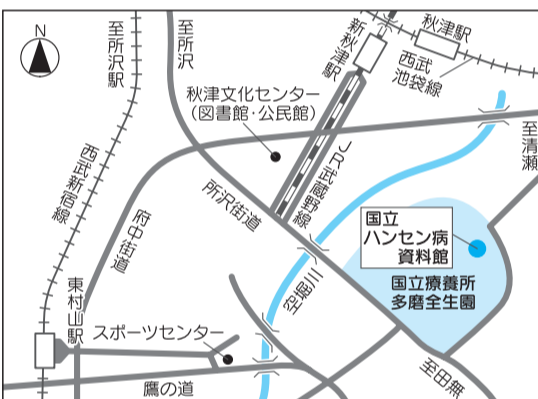 N
至所沢駅
至所沢
新秋津駅
秋津駅
西武
池袋線
秋津文化センター
(図書館・公民館)
至清瀬
JR武蔵野線
西武新宿線
所沢街道
府中街道
国立
ハンセン病
資料館
国立療養所
多磨全生園
空堀川
東村山駅
スポーツセンター
鷹の道
至田無